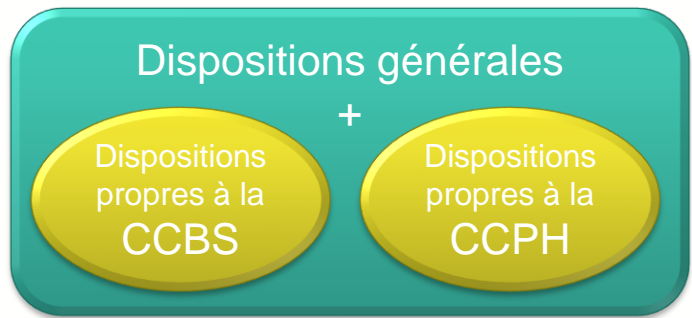 Dispositions générales
+
Dispositions
propres à la
CCBS
Dispositions
propres à la
CCPH